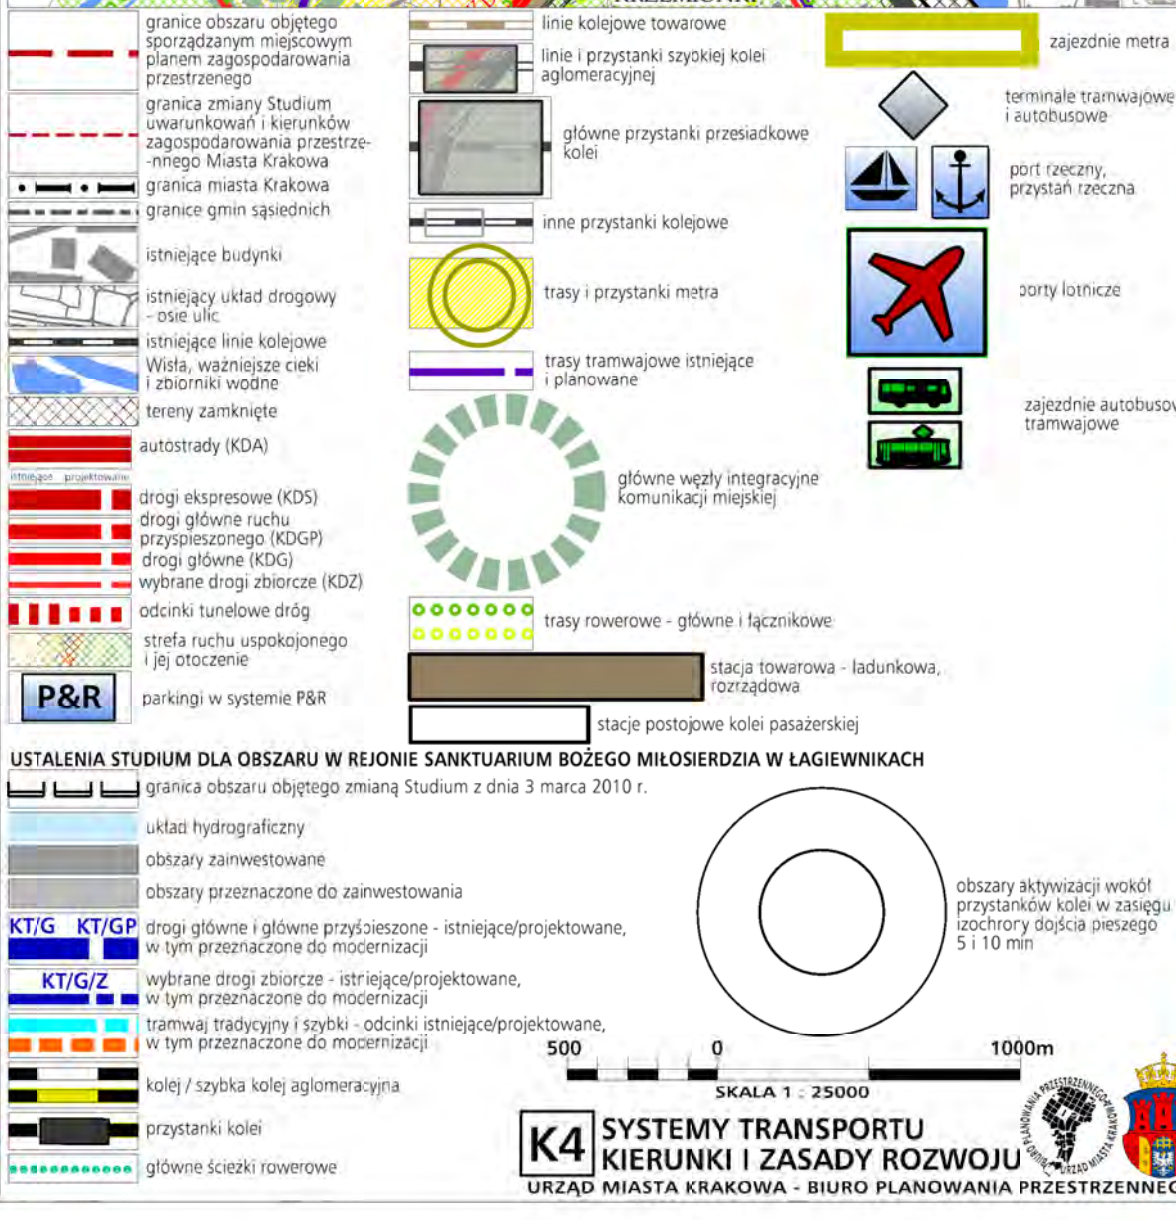 KRZEMIONKI
granice obszaru objętego
sporządzanym miejscowym
planem zagospodarowania
przestrzenego
granica zmiany Studium
uwarunkowań i kierunków
zagospodarowania przestrze-
-nnego Miasta Krakowa
granica miasta Krakowa
granice gmin sąsiednich
istniejące budynki
istniejący układ drogowy
- osie ulic
istniejące linie kolejowe
Wisła, ważniejsze cieki
i zbiorniki wodne
tereny zamknięte
autostrady (KDA)
istniejące projektowane
drogi ekspresowe (KDS)
drogi główne ruchu
przyspieszonego (KDGP)
drogi główne (KDG)
wybrane drogi zbiorcze (KDZ)
odcinki tunelowe dróg
strefa ruchu uspokojonego
i jej otoczenie
P&R
parkingi w systemie P&R
linie kolejowe towarowe
linie i przystanki szybkiej kolei
aglomeracyjnej
główne przystanki przesiadkowe
kolei
inne przystanki kolejowe
trasy i przystanki metra
trasy tramwajowe istniejące
i planowane
główne węzły integracyjne
komunikacji miejskiej
trasy rowerowe - główne i łącznikowe
stacja towarowa - ładunkowa,
rozrządowa
stacje postojowe kolei pasażerskiej
zajezdnie metra
terminale tramwajowe
i autobusowe
port rzeczny,
przystań rzeczna
porty lotnicze
zajezdnie autobusow
tramwajowe
USTALENIA STUDIUM DLA OBSZARU W REJONIE SANKTUARIUM BOŻEGO MIŁOSIERDZIA W ŁAGIEWNIKACH
granica obszaru objętego zmianą Studium z dnia 3 marca 2010 r.
układ hydrograficzny
obszary zainwestowane
obszary przeznaczone do zainwestowania
KT/G KT/GP
drogi główne i główne przyśpieszone - istniejące/projektowane,
w tym przeznaczone do modernizacji
KT/G/Z
wybrane drogi zbiorcze - istniejące/projektowane,
w tym przeznaczone do modernizacji
tramwaj tradycyjny i szybki - odcinki istniejące/projektowane,
w tym przeznaczone do modernizacji
kolej / szybka kolej aglomeracyjna
przystanki kolei
główne ścieżki rowerowe
obszary aktywizacji wokół
przystanków kolei w zasięgu
izochrony dojścia pieszego
5 i 10 min
500 0 1000m
SKALA 1 : 25000
K4 SYSTEMY TRANSPORTU
KIERUNKI I ZASADY ROZWOJU
URZĄD MIASTA KRAKOWA - BIURO PLANOWANIA PRZESTRZENNEG
BIURO PLANOWANIA PRZESTRZENNEGO
URZĄD MIASTA KRAKOWA